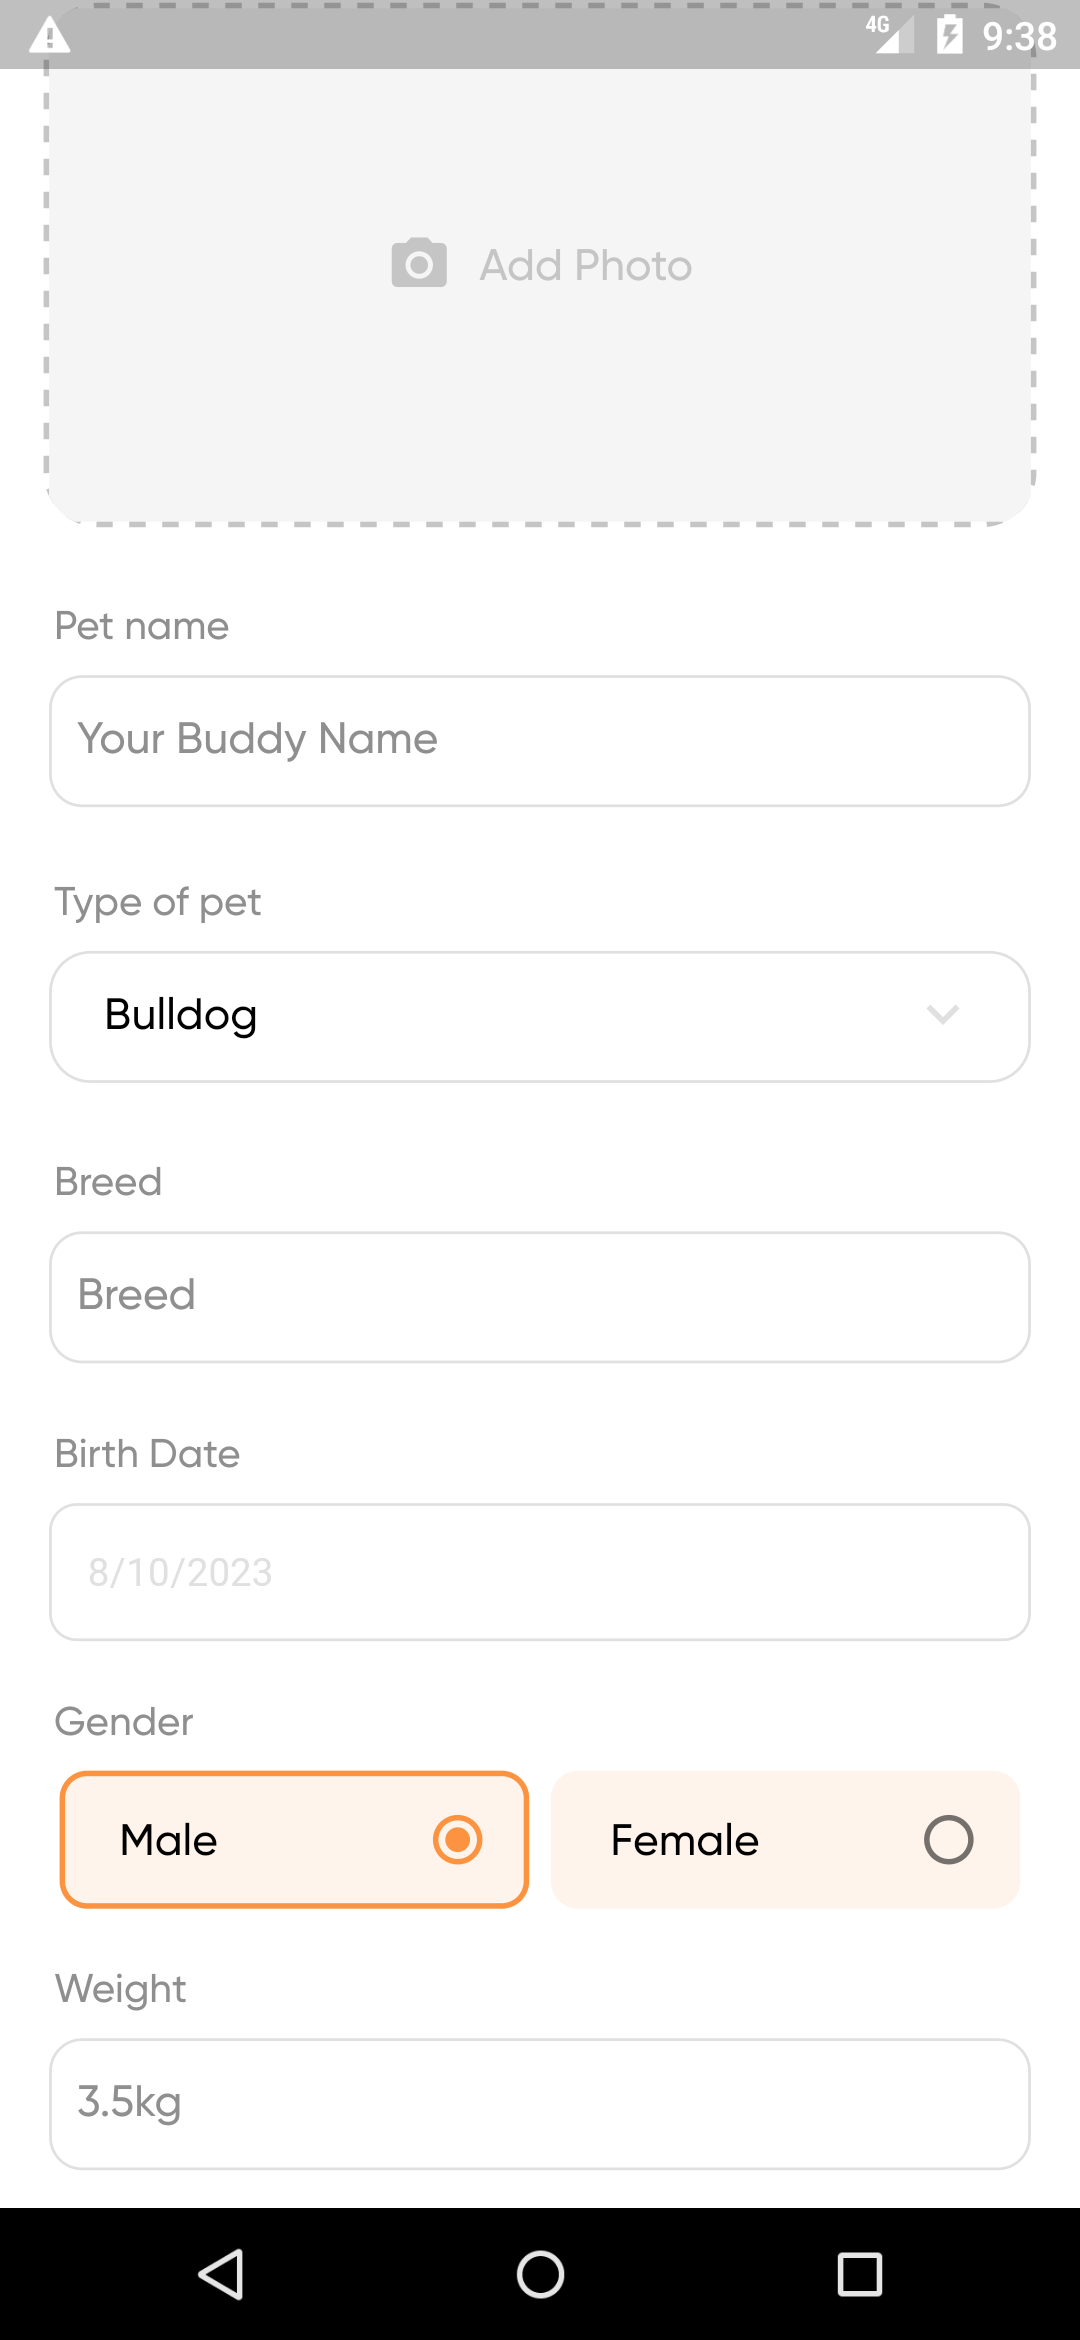 4G 9:38
Add Photo
Pet name
Your Buddy Name
Type of pet
Bulldog
Breed
Breed
Birth Date
8/10/2023
Gender
Male Female
Weight
3.5kg